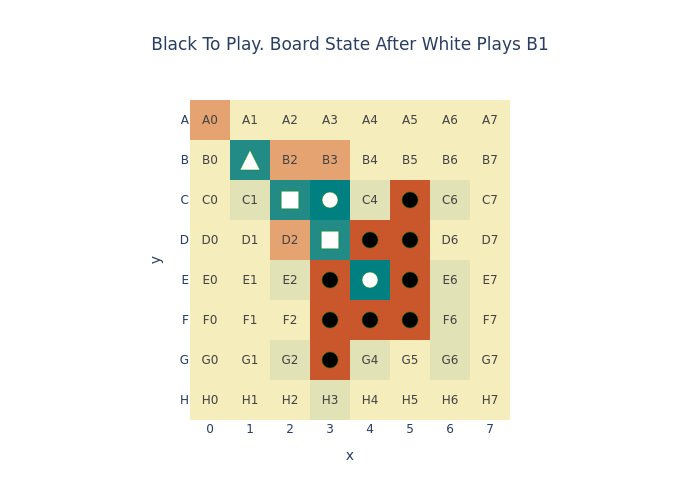 Black To Play. Board State After White Plays B1
A A0 A1 A2 A3 A4 A5 A6 A7
B B0 B2 B3 B4 B5 B6 B7
C C0 C1 C4 C6 C7
D D0 D1 D2 D6 D7
E E0 E1 E2 E6 E7
F F0 F1 F2 F6 F7
G G0 G1 G2 G4 G5 G6 G7
H H0 H1 H2 H3 H4 H5 H6 H7
0 1 2 3 4 5 6 7
x
y